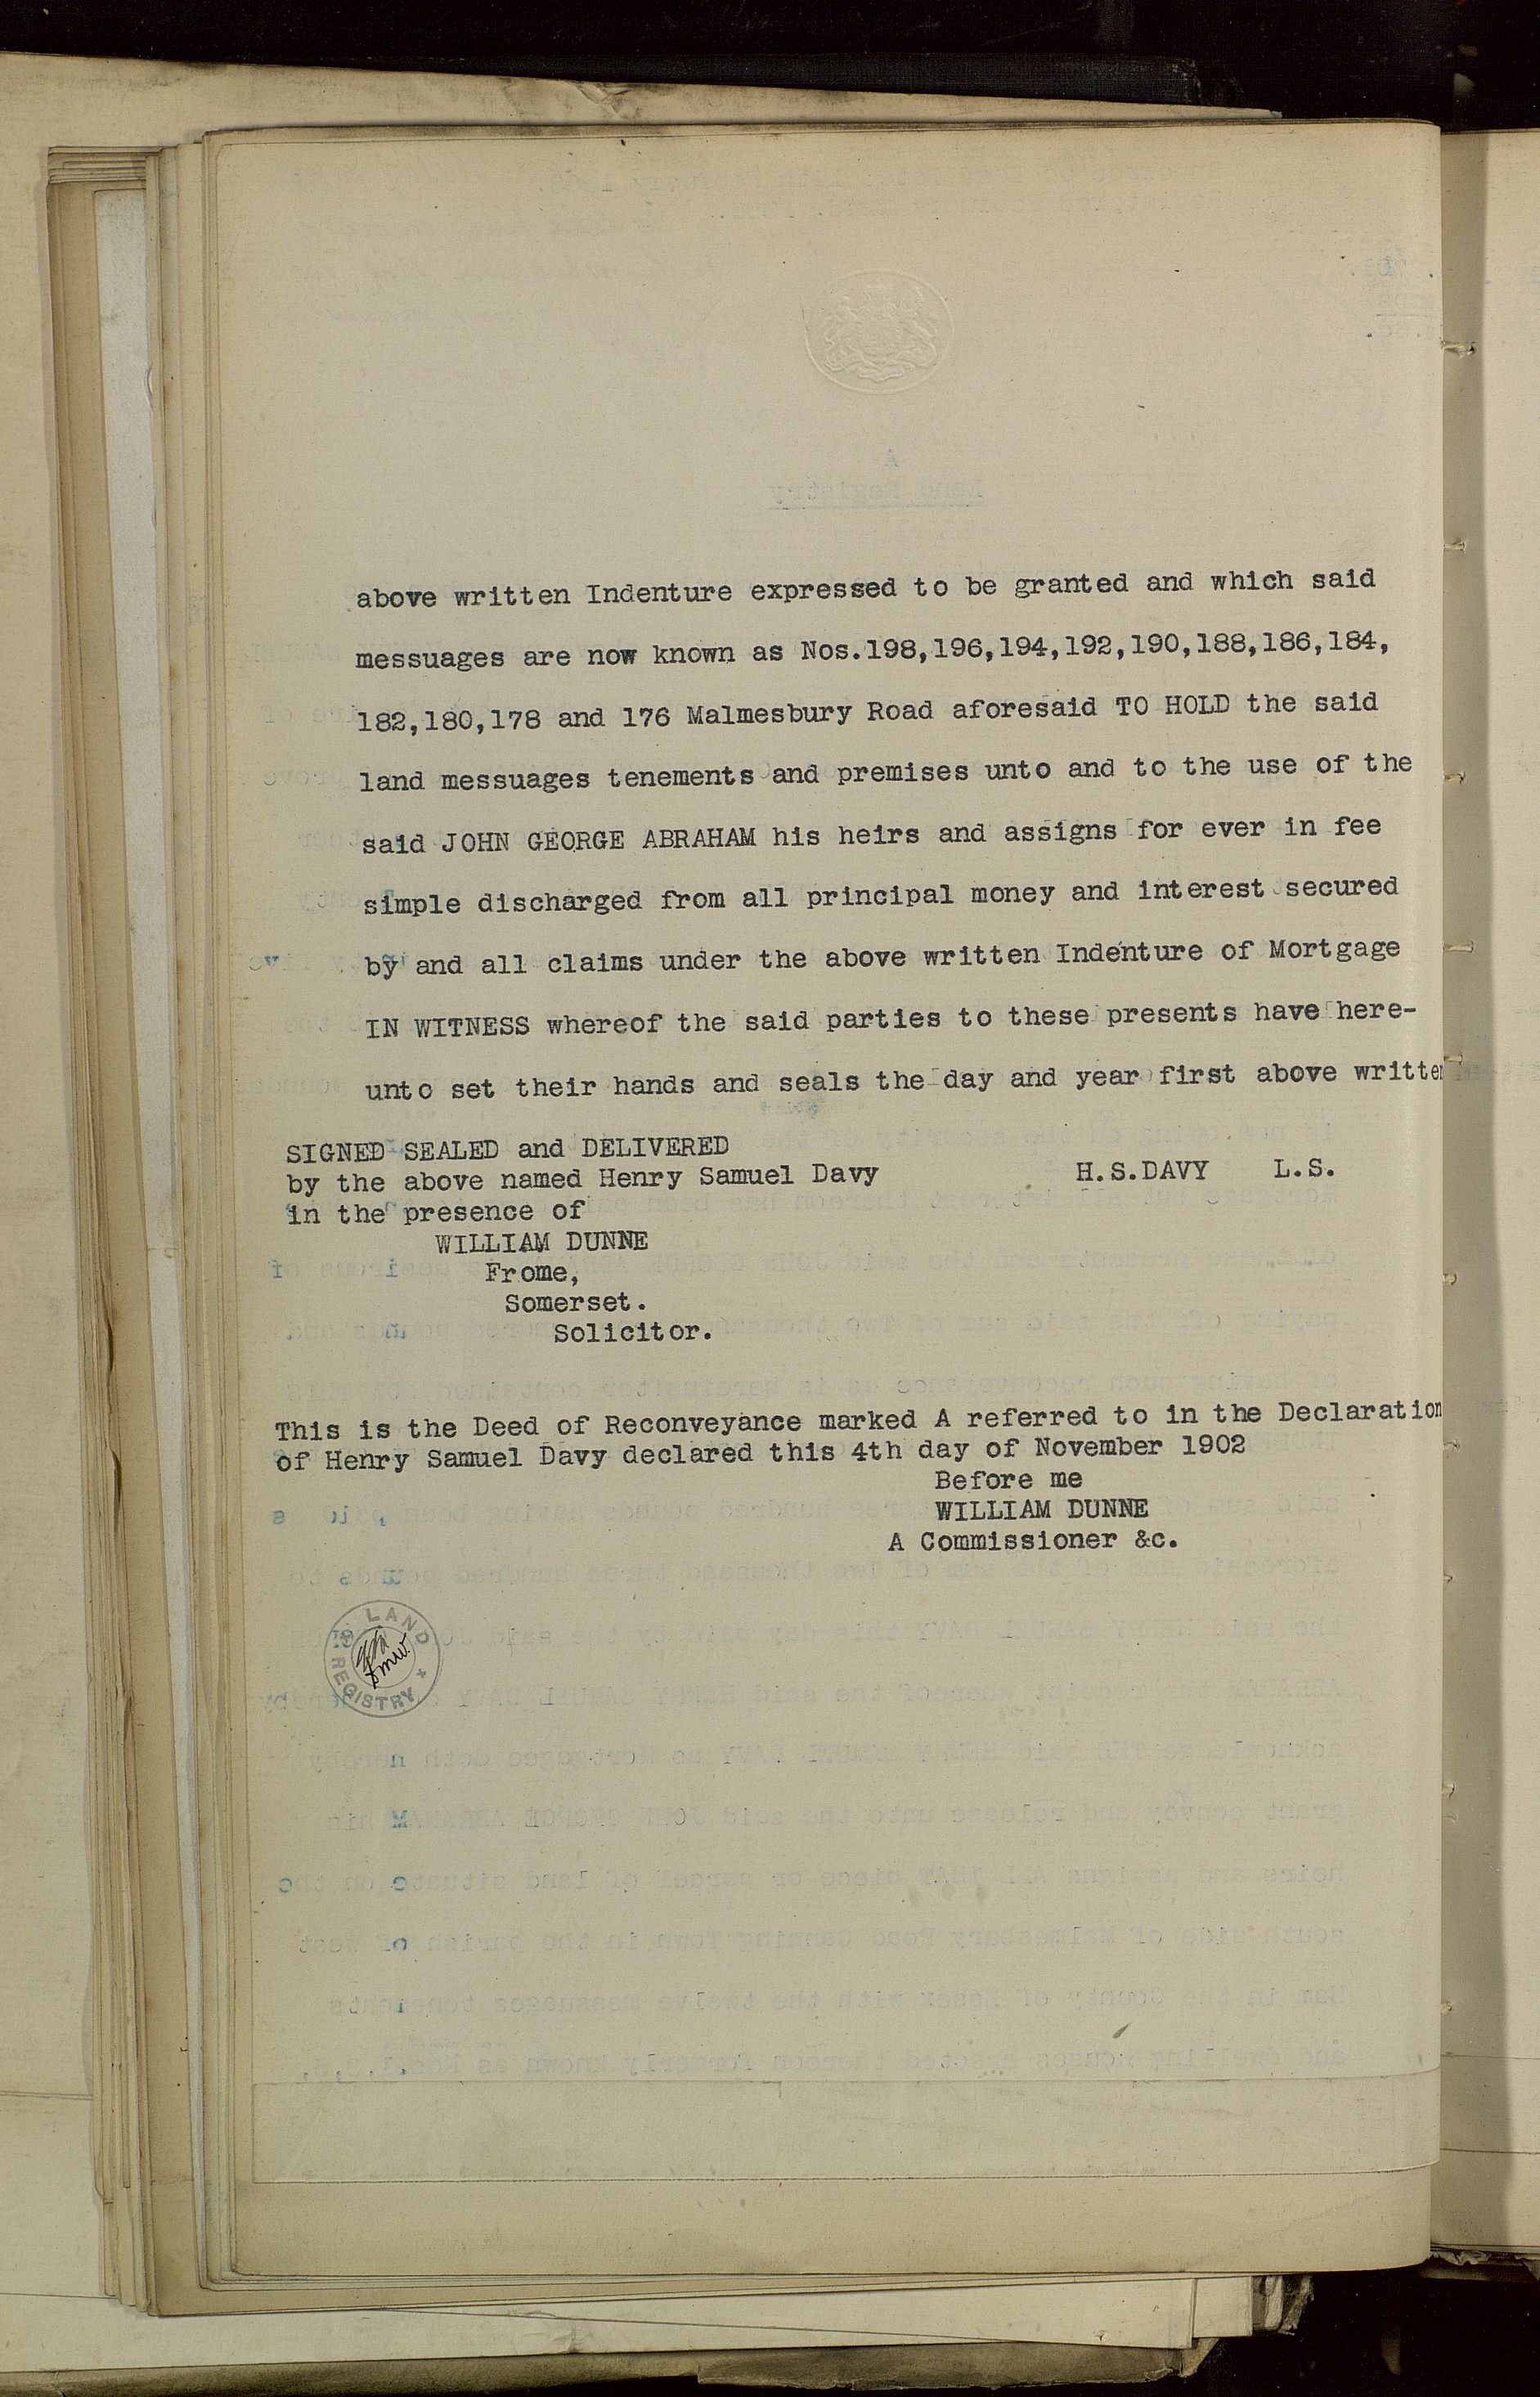 above written Indenture expressed to be granted and which said
messuages are now known as Nos.198,196,194,192,190,188,186,184,
182,180,178 and 176 Malmesbury Road aforesaid TO HOLD the said
land messuages tenements and premises unto and to the use of the
said JOHN GEORGE ABRAHAM his heirs and assigns for ever in fee
simple discharged from all principal money and interest secured
by and all claims under the above written Indenture of Mortgage
IN WITNESS whereof the said parties to these presents have here-
unto set their hands and seals the day and year first above written
SIGNED SEALED and DELIVERED
by the above named Henry Samuel Davy H.S.DAVY L.S.
in the presence of
WILLIAM DUNNE
Frome,
Somerset.
Solicitor.
This is the Deed of Reconveyance marked A referred to in the Declaration
of Henry Samuel Davy declared this 4th day of November 1902
Before me
WILLIAM DUNNE
A Commissioner &c.
LAND REGISTRY